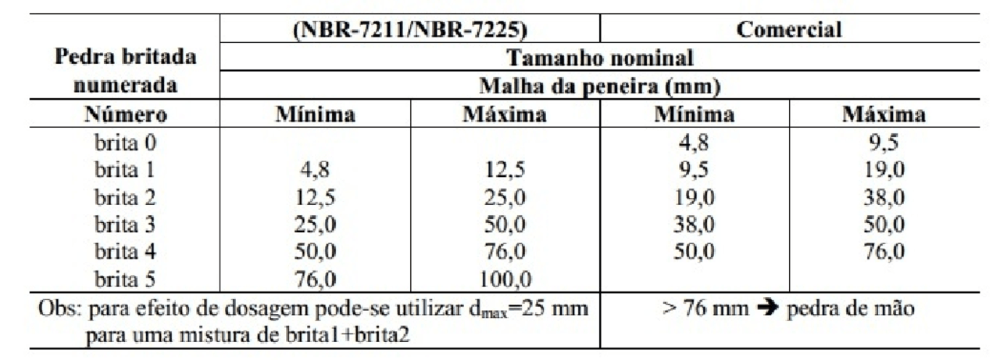 (NBR-7211/NBR-7225) Comercial
Pedra britada numerada Tamanho nominal
Malha da peneira (mm)
Número Mínima Máxima Mínima Máxima
brita 0 4,8 9,5
brita 1 4,8 12,5 9,5 19,0
brita 2 12,5 25,0 19,0 38,0
brita 3 25,0 50,0 38,0 50,0
brita 4 50,0 76,0 50,0 76,0
brita 5 76,0 100,0
Obs: para efeito de dosagem pode-se utilizar dmax=25 mm > 76 mm ➔ pedra de mão
para uma mistura de brita1+brita2